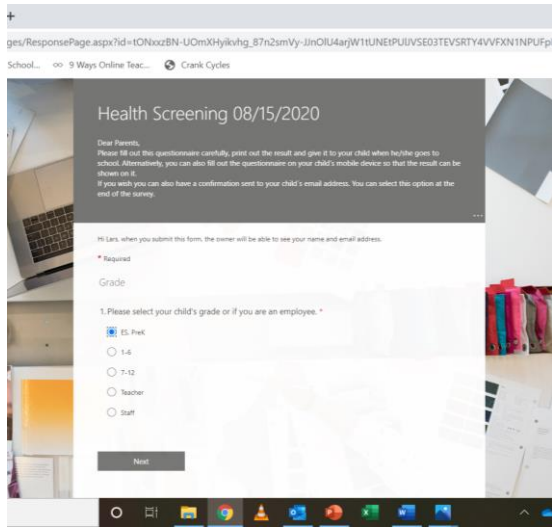 +
ges/ResponsePage.aspx?id=tONxxzBN-UOmXHyikvhg_87n2smVy-JJnOlU4arjW1tUNEtPUlJVSE03TEVSRTY4VVFXN1NPUFp
School... 9 Ways Online Teac... Crank Cycles
Health Screening 08/15/2020
Dear Parents,
Please fill out this questionnaire carefully, print out the result and give it to your child when he/she goes to
school. Alternatively, you can also fill out the questionnaire on your child's mobile device so that the result can be
shown on it.
If you wish you can also have a confirmation sent to your child's email address. You can select this option at the
end of the survey.
...
Hi Lars, when you submit this form, the owner will be able to see your name and email address.
* Required
Grade
1. Please select your child's grade or if you are an employee. *
ES, PreK
1-6
7-12
Teacher
Staff
Next